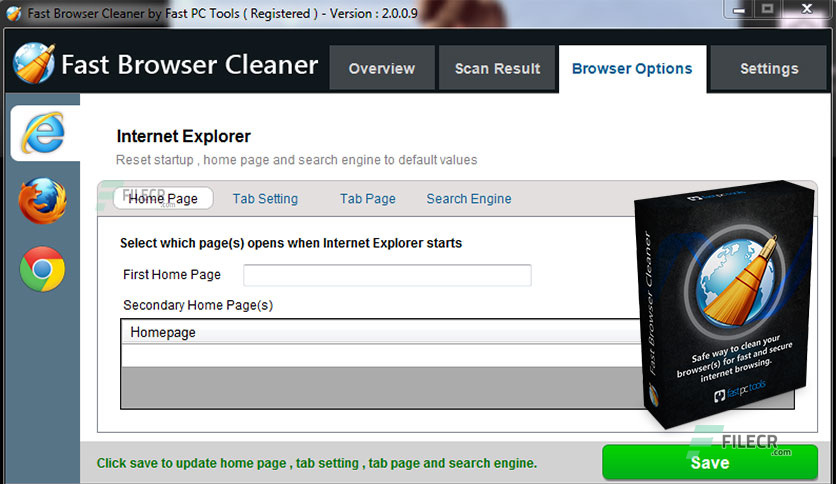 Fast Browser Cleaner by Fast PC Tools ( Registered ) - Version : 2.0.0.9
Fast Browser Cleaner
Overview
Scan Result
Browser Options
Settings
Internet Explorer
Reset startup , home page and search engine to default values
FILECR
.com
Home Page
Tab Setting
Tab Page
Search Engine
Select which page(s) opens when Internet Explorer starts
First Home Page
Secondary Home Page(s)
Homepage
fastpctools
Fast Browser Cleaner
Safe way to clean your
browser(s) for fast and secure
internet browsing.
fastpctools
Click save to update home page , tab setting , tab page and search engine.
Save
FILECR
.com